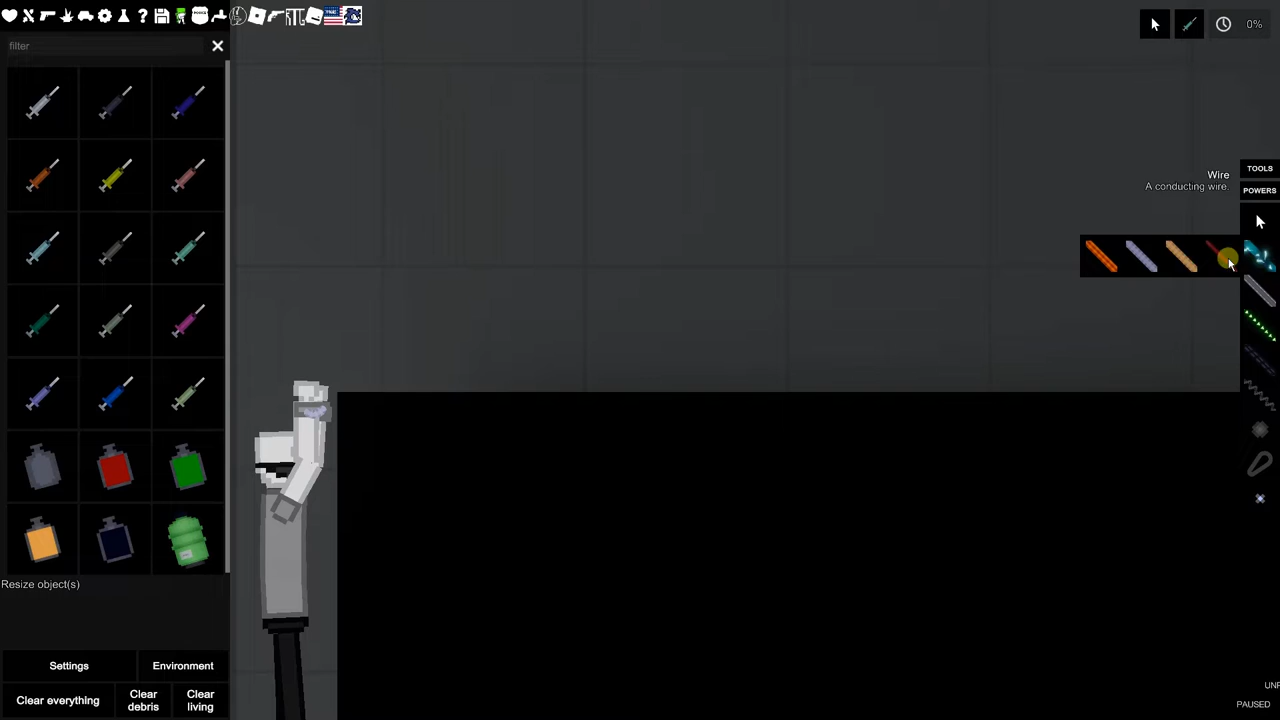 filter
0%
Wire
A conducting wire.
TOOLS
POWERS
Resize object(s)
Settings
Environment
Clear everything
Clear
debris
Clear
living
PAUSED